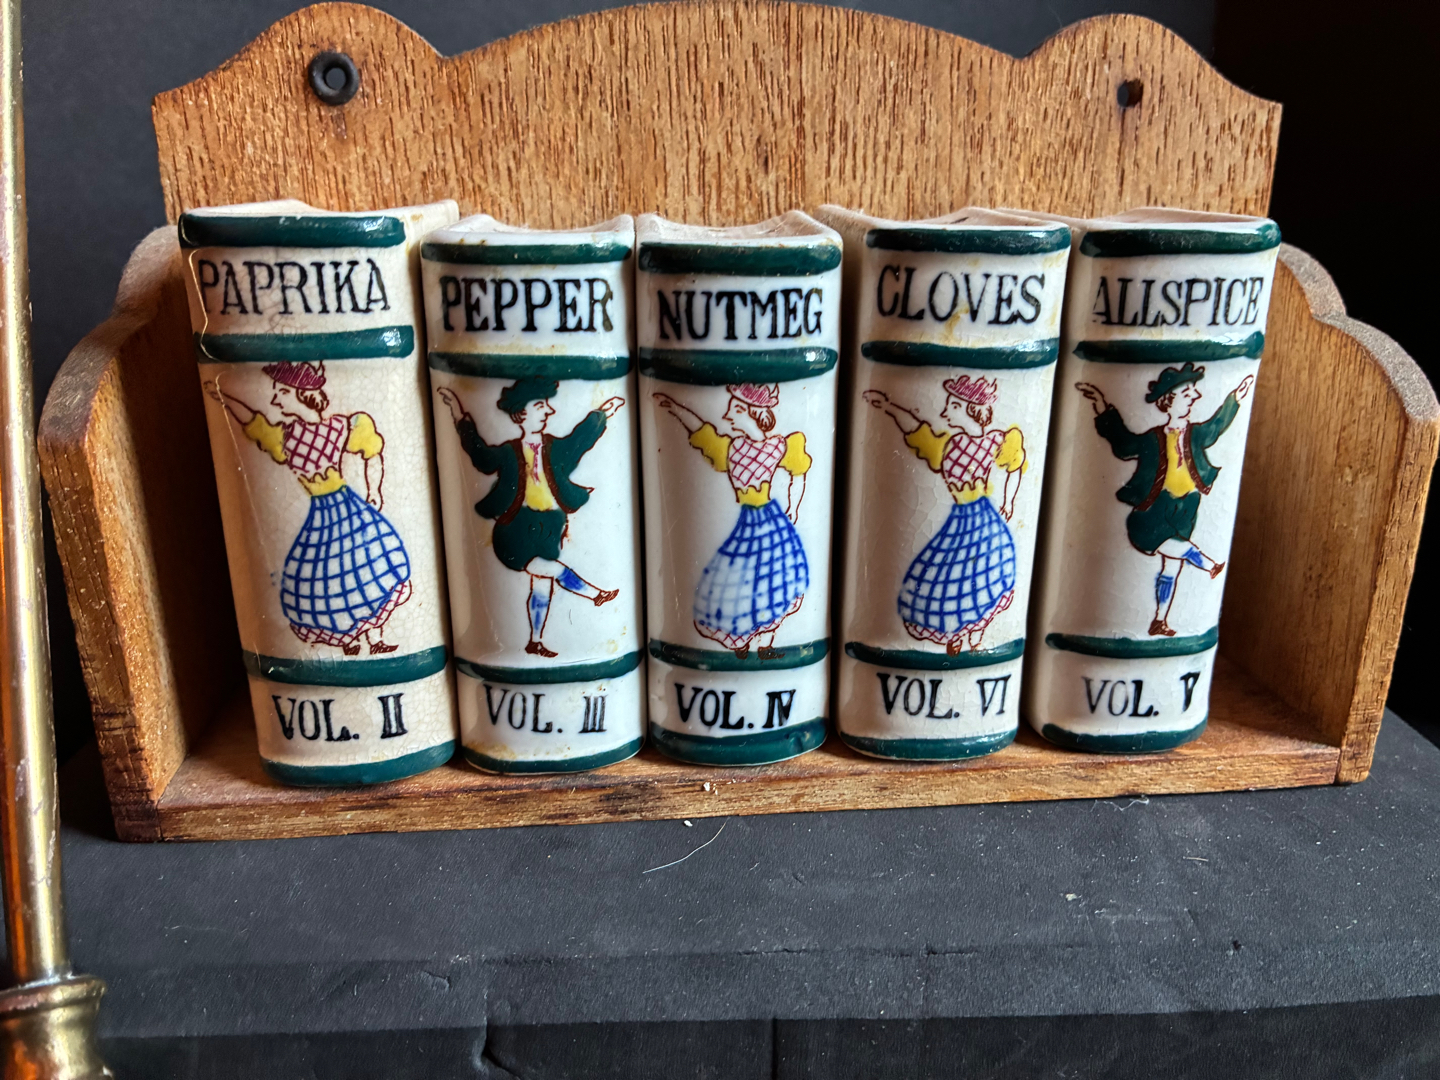 PAPRIKA
VOL. II
PEPPER
VOL. III
NUTMEG
VOL. IV
CLOVES
VOL. VI
ALLSPICE
VOL. V